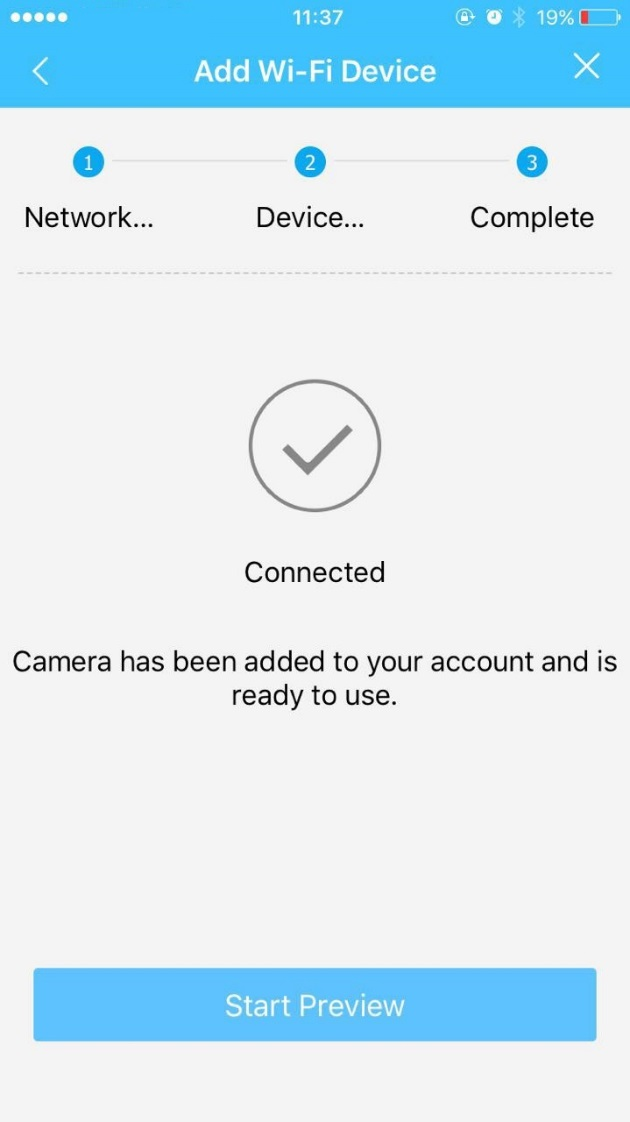 11:37
19%
Add Wi-Fi Device
1
2
3
Network...
Device...
Complete
Connected
Camera has been added to your account and is
ready to use.
Start Preview